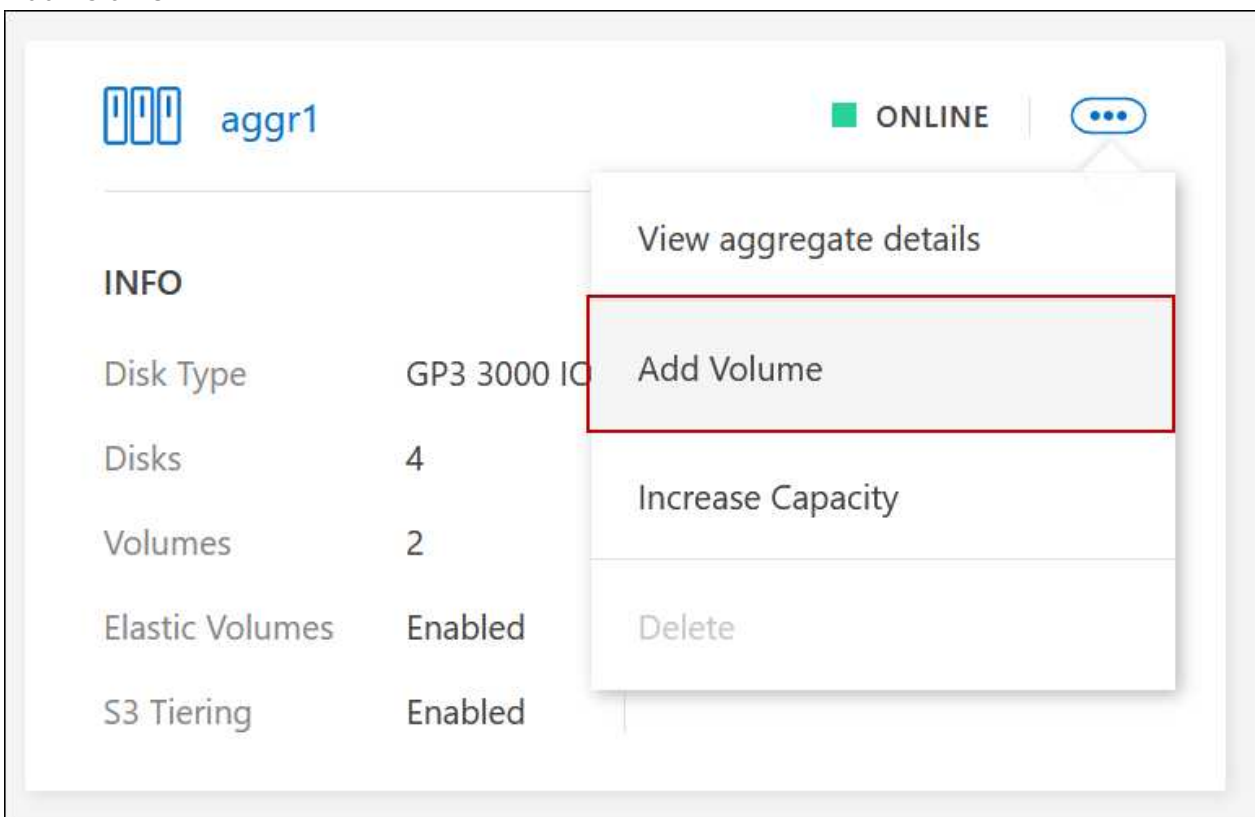 aggr1
ONLINE
View aggregate details
INFO
Add Volume
Disk Type GP3 3000
Disks 4
Increase Capacity
Volumes 2
Elastic Volumes Enabled
Delete
S3 Tiering Enabled